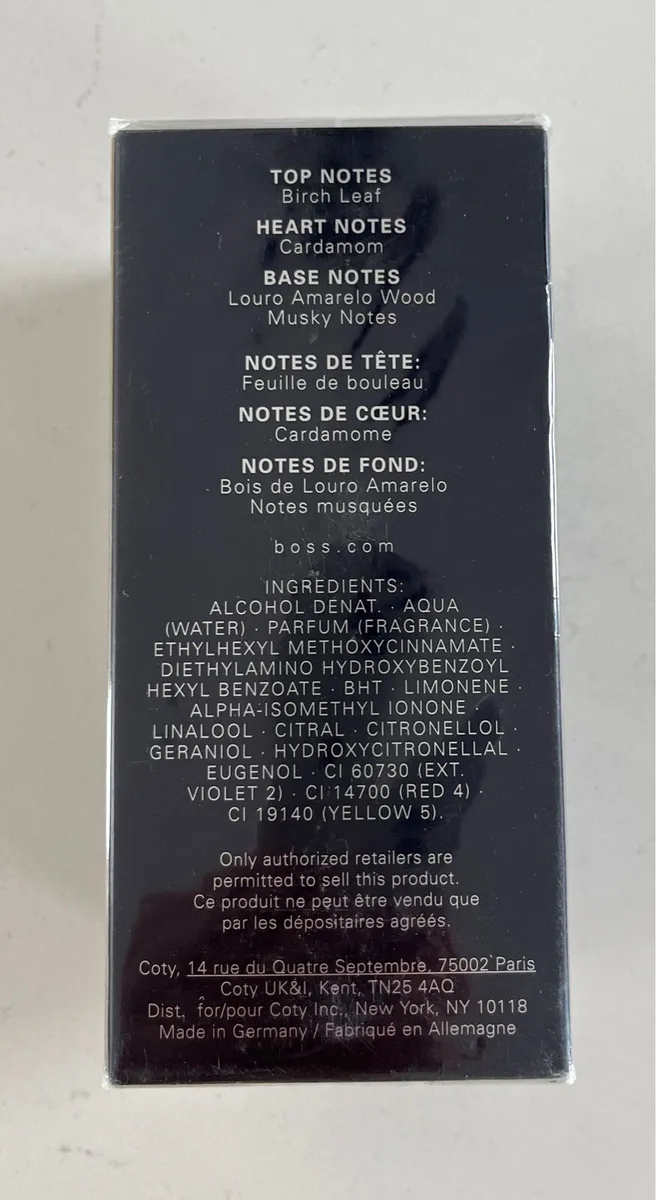 TOP NOTES
Birch Leaf
HEART NOTES
Cardamom
BASE NOTES
Louro Amarelo Wood
Musky Notes
NOTES DE TÊTE:
Feuille de bouleau
NOTES DE CŒUR:
Cardamome
NOTES DE FOND:
Bois de Louro Amarelo
Notes musquées
boss.com
INGREDIENTS:
ALCOHOL DENAT. · AQUA
(WATER) · PARFUM (FRAGRANCE) ·
ETHYLHEXYL METHOXYCINNAMATE ·
DIETHYLAMINO HYDROXYBENZOYL
HEXYL BENZOATE · BHT · LIMONENE ·
ALPHA-ISOMETHYL IONONE ·
LINALOOL · CITRAL · CITRONELLOL ·
GERANIOL · HYDROXYCITRONELLAL ·
EUGENOL · CI 60730 (EXT.
VIOLET 2) · CI 14700 (RED 4) ·
CI 19140 (YELLOW 5).
Only authorized retailers are
permitted to sell this product.
Ce produit ne peut être vendu que
par les dépositaires agréés.
Coty, 14 rue du Quatre Septembre, 75002 Paris
Coty UK&I, Kent, TN25 4AQ
Dist. for/pour Coty Inc., New York, NY 10118
Made in Germany / Fabriqué en Allemagne